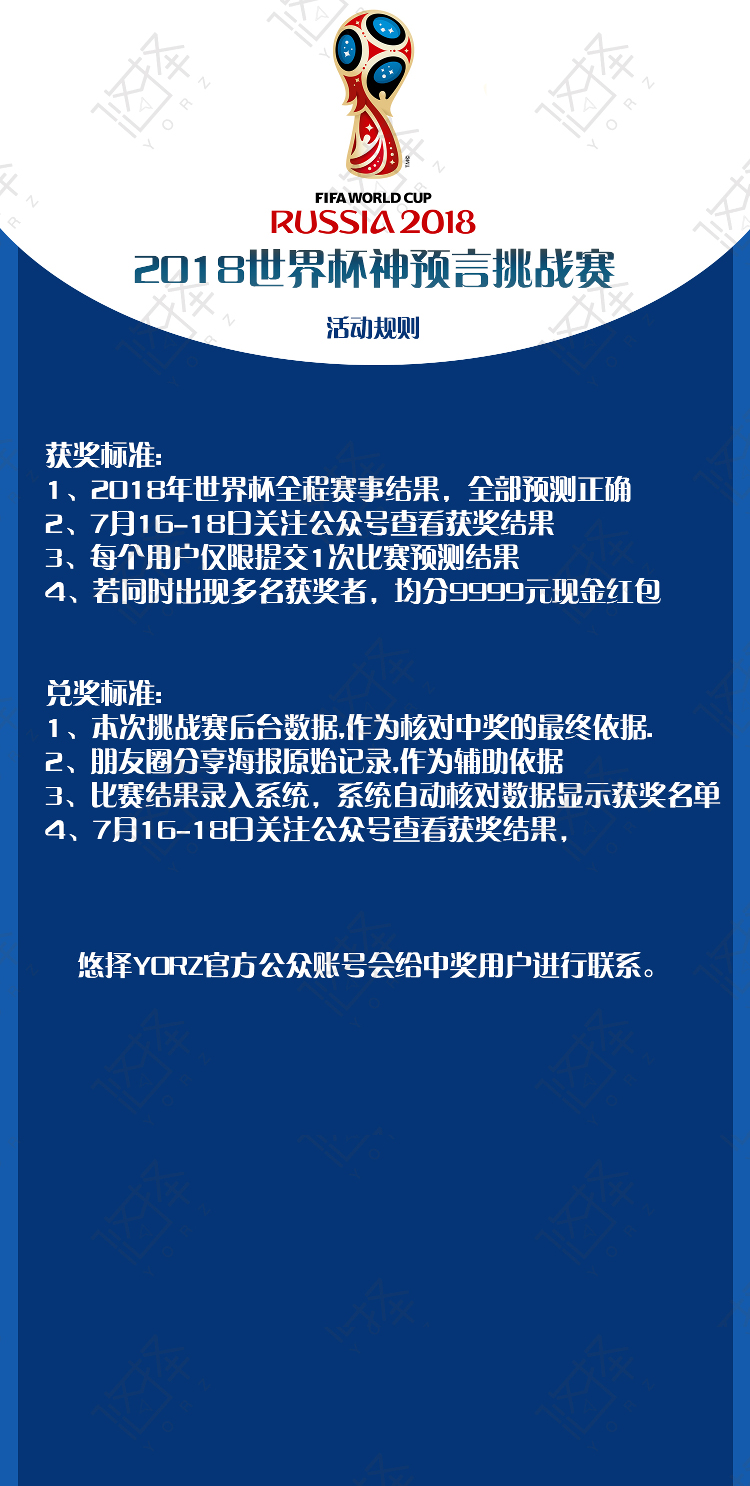 FIFA WORLD CUP
RUSSIA 2018
2018世界杯神预言挑战赛
活动规则
获奖标准:
1、2018年世界杯全程赛事结果，全部预测正确
2、7月16-18日关注公众号查看获奖结果
3、每个用户仅限提交1次比赛预测结果
4、若同时出现多名获奖者，均分9999元现金红包
兑奖标准:
1、本次挑战赛后台数据,作为核对中奖的最终依据.
2、朋友圈分享海报原始记录,作为辅助依据
3、比赛结果录入系统，系统自动核对数据显示获奖名单
4、7月16-18日关注公众号查看获奖结果，
悠择YORZ官方公众账号会给中奖用户进行联系。